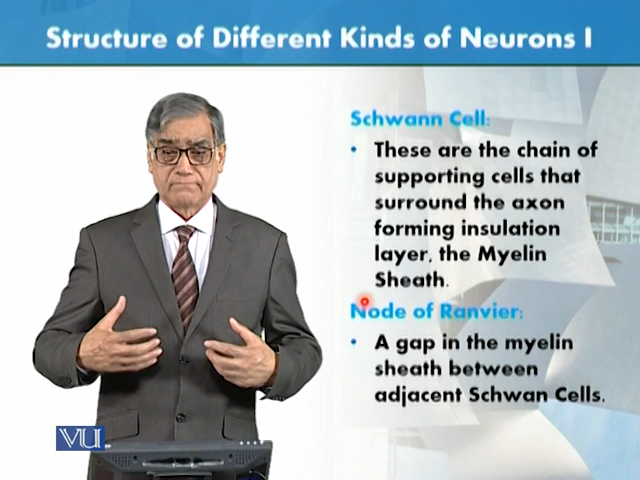 Structure of Different Kinds of Neurons I
Schwann Cell:
• These are the chain of
supporting cells that
surround the axon
forming insulation
layer, the Myelin
Sheath.
Node of Ranvier:
• A gap in the myelin
sheath between
adjacent Schwan Cells.
VU